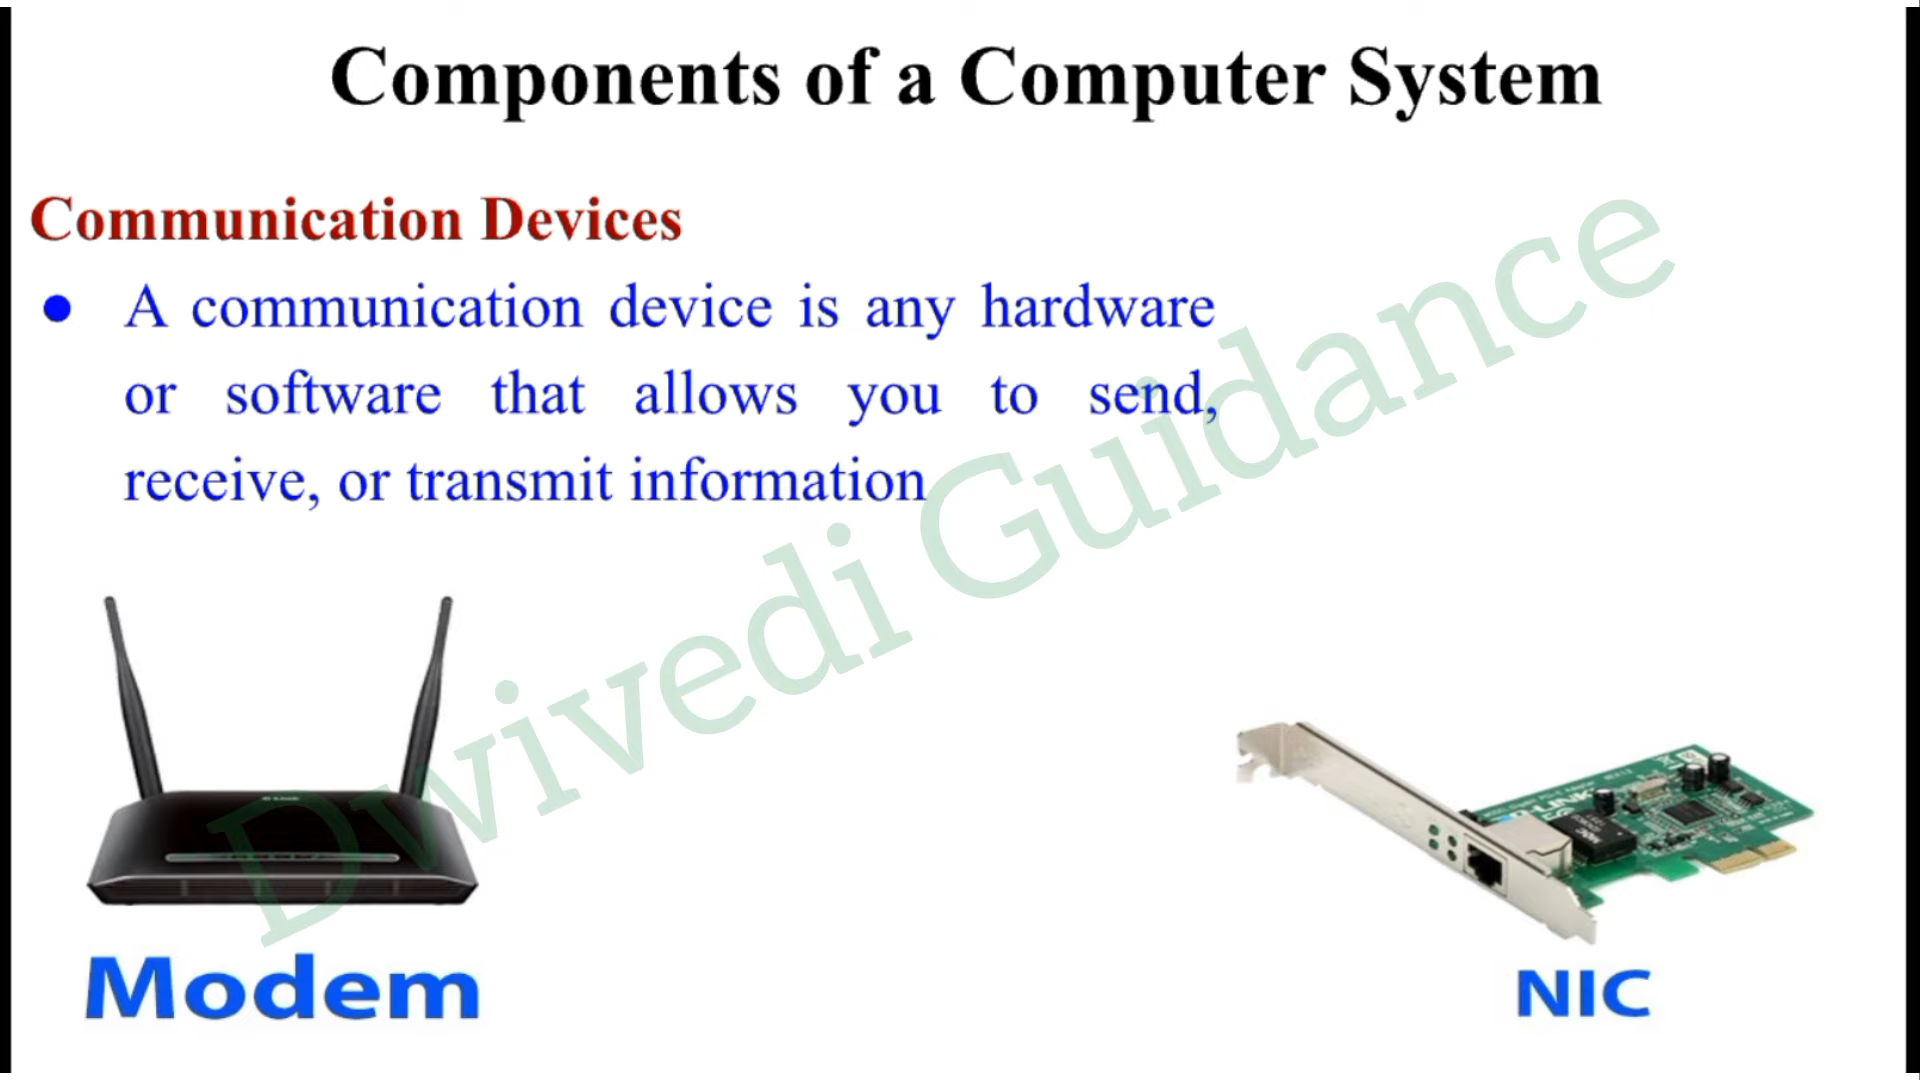 Components of a Computer System
Communication Devices
● A communication device is any hardware
or software that allows you to send,
receive, or transmit information
Dwivedi Guidance
Modem
NIC